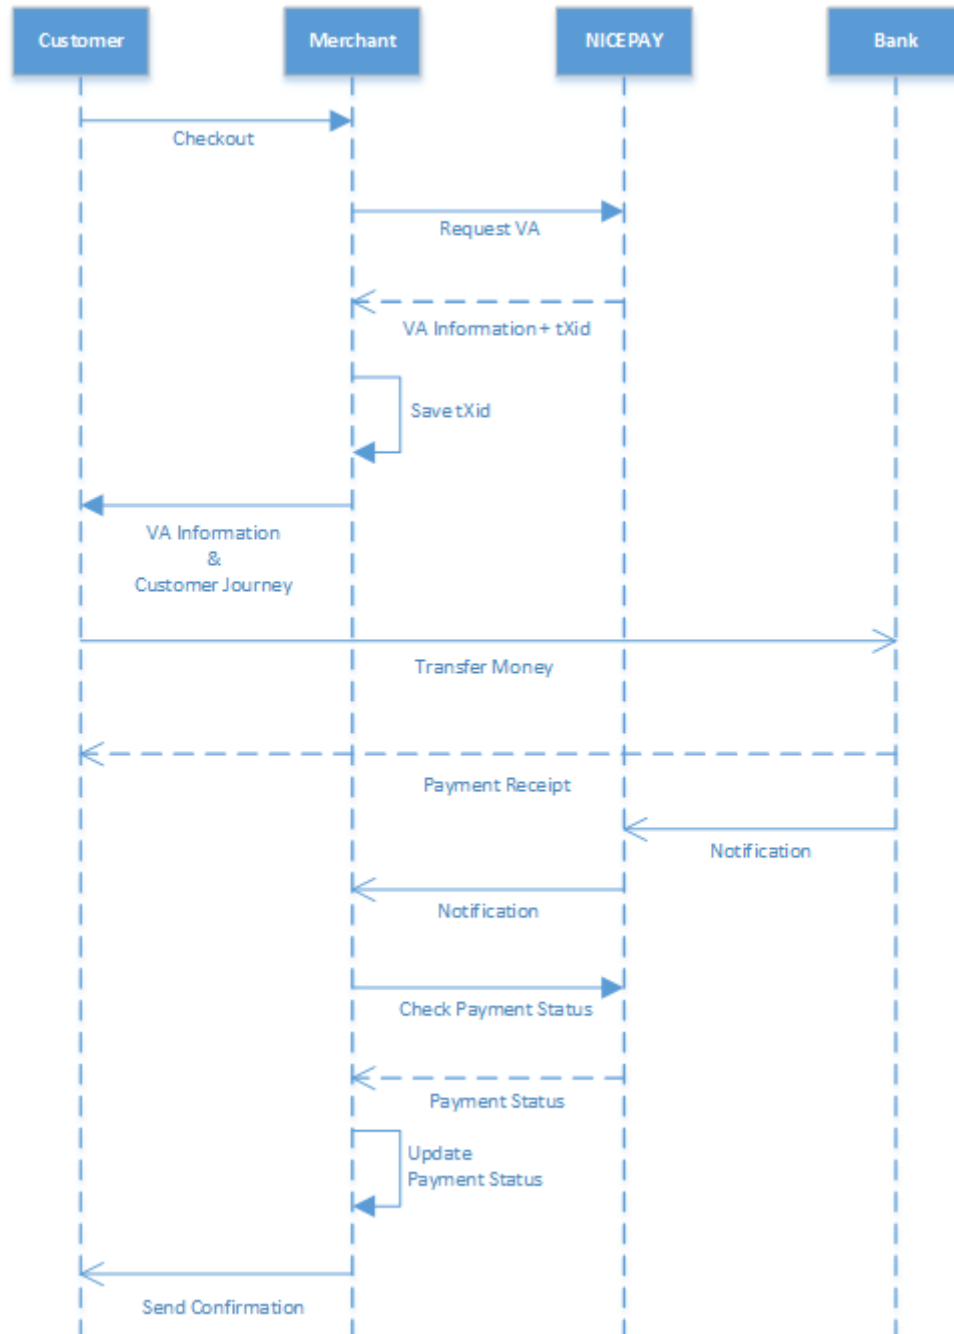 Customer
Merchant
NICEPAY
Bank
Checkout
Request VA
VA Information + tXid
Save tXid
VA Information
&
Customer Journey
Transfer Money
Payment Receipt
Notification
Notification
Check Payment Status
Payment Status
Update
Payment Status
Send Confirmation